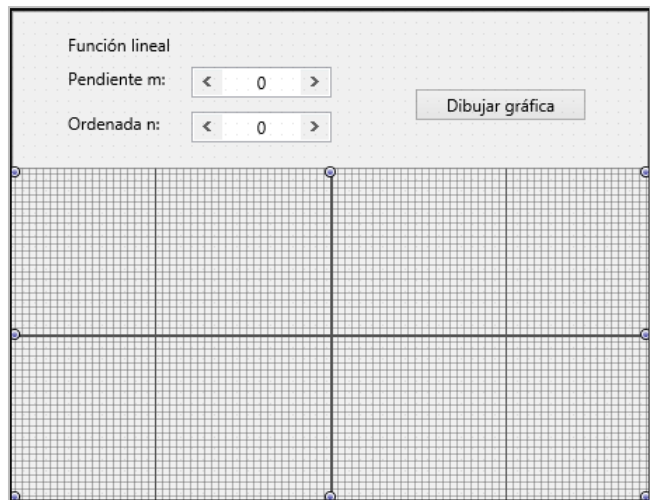 Función lineal
Pendiente m: < 0 >
Ordenada n: < 0 >
Dibujar gráfica